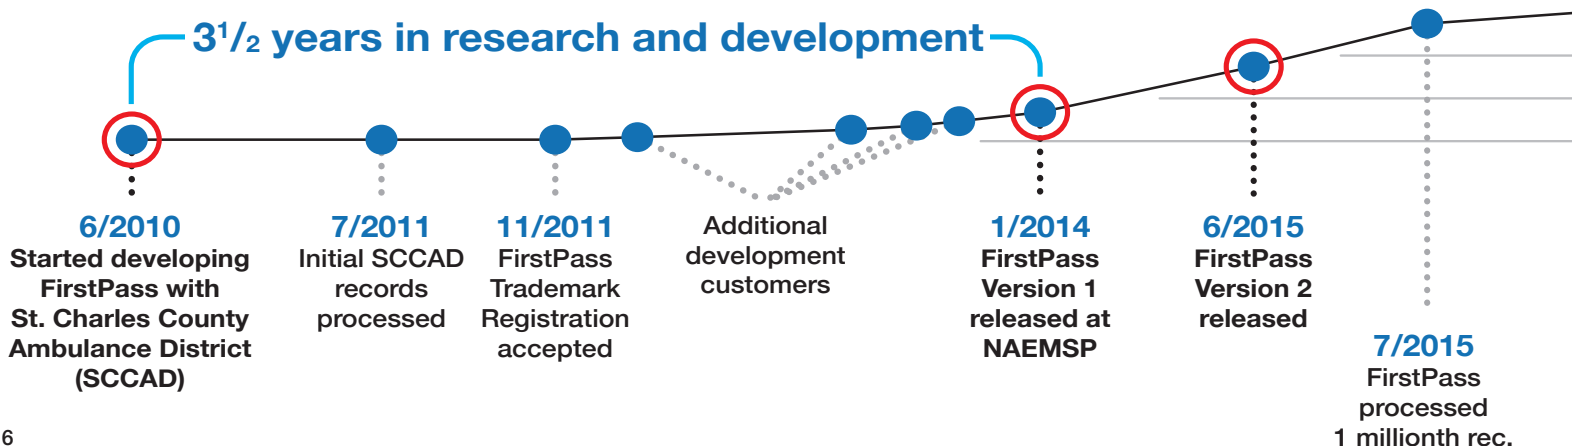 3 1/2 years in research and development
6/2010
Started developing
FirstPass with
St. Charles County
Ambulance District
(SCCAD)
7/2011
Initial SCCAD
records
processed
11/2011
FirstPass
Trademark
Registration
accepted
Additional
development
customers
1/2014
FirstPass
Version 1
released at
NAEMSP
6/2015
FirstPass
Version 2
released
7/2015
FirstPass
processed
1 millionth rec.
6